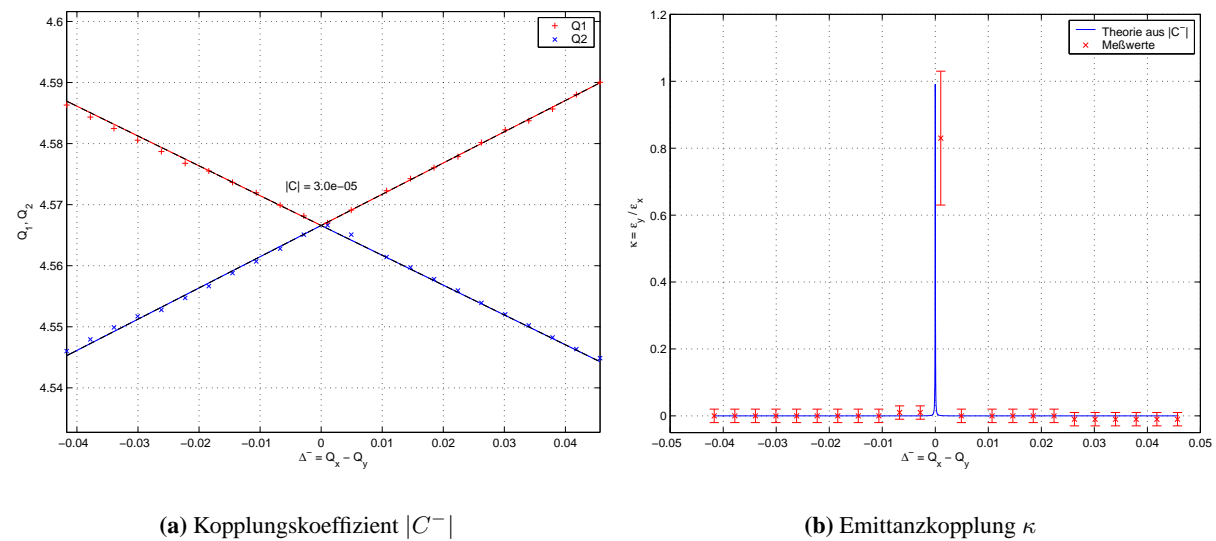 4.6
4.59
4.58
4.57
4.56
4.55
4.54
Q₁, Q₂
Q1
Q2
|C| = 3.0e−05
−0.04 −0.03 −0.02 −0.01 0 0.01 0.02 0.03 0.04
Δ⁻ = Qₓ − Q_y
(a) Kopplungskoeffizient |C⁻|
1.2
1
0.8
0.6
0.4
0.2
0
κ = ε_y / ε_x
Theorie aus |C⁻|
Meßwerte
−0.05 −0.04 −0.03 −0.02 −0.01 0 0.01 0.02 0.03 0.04 0.05
Δ⁻ = Qₓ − Q_y
(b) Emittanzkopplung κ